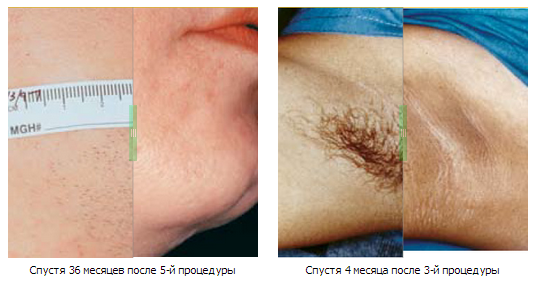 MGH#
Спустя 36 месяцев после 5-й процедуры
Спустя 4 месяца после 3-й процедуры